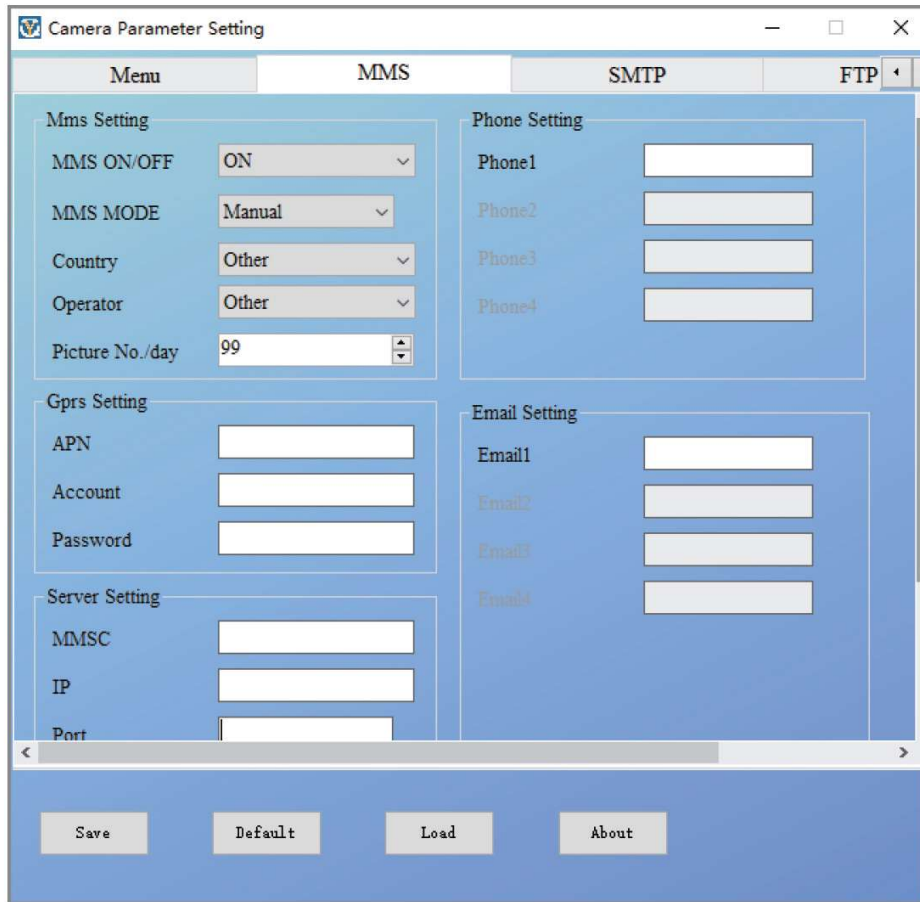 Camera Parameter Setting
Menu MMS SMTP FTP
Mms Setting
MMS ON/OFF ON
MMS MODE Manual
Country Other
Operator Other
Picture No./day 99
Gprs Setting
APN
Account
Password
Server Setting
MMSC
IP
Port
Phone Setting
Phone1
Phone2
Phone3
Phone4
Email Setting
Email1
Email2
Email3
Email4
Save Default Load About